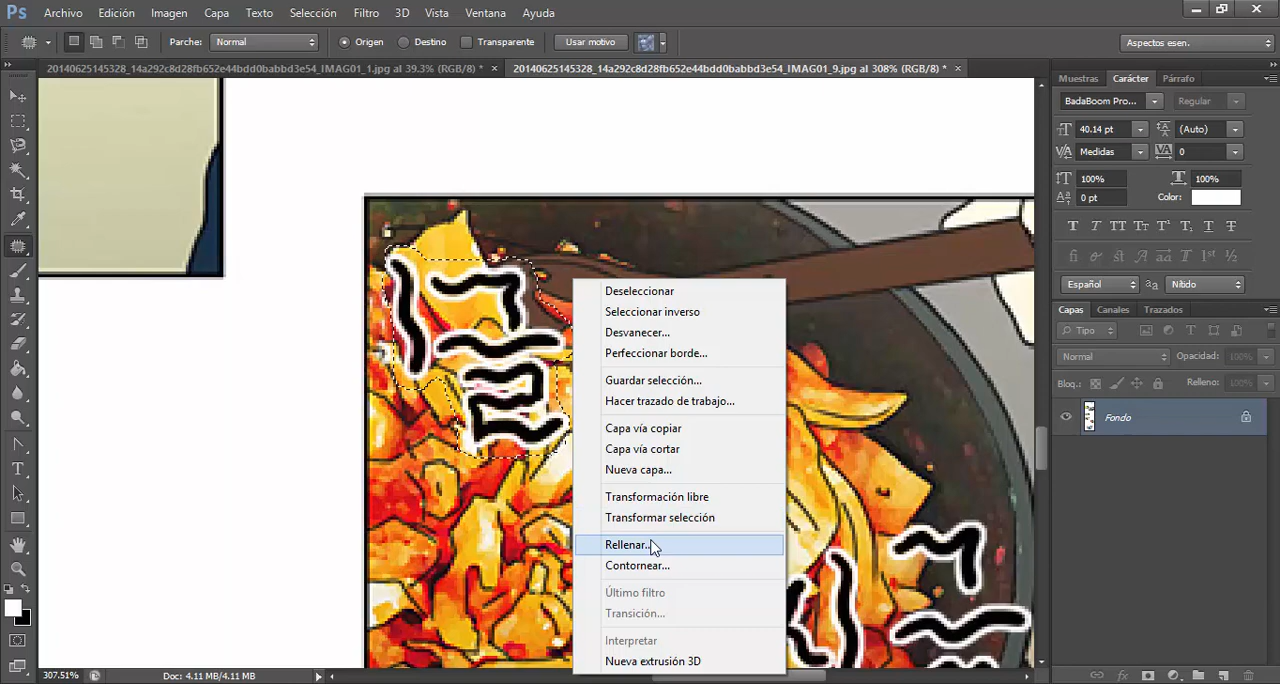 Ps Archivo Edición Imagen Capa Texto Selección Filtro 3D Vista Ventana Ayuda
Parche: Normal Origen Destino Transparente Usar motivo Aspectos esen.
20140625145328_14a292c8d28fb652e44bdd0babbd3e54_IMAG01_1.jpg al 39.3% (RGB/8) * × 20140625145328_14a292c8d28fb652e44bdd0babbd3e54_IMAG01_9.jpg al 308% (RGB/8) * ×
Muestras Carácter Párrafo
BadaBoom Pro... Regular
40.14 pt (Auto)
Medidas 0
100% 100%
0 pt Color:
Español Nítido
Capas Canales Trazados
Tipo
Normal Opacidad: 100%
Bloq.: Relleno: 100%
Fondo
Deseleccionar
Seleccionar inverso
Desvanecer...
Perfeccionar borde...
Guardar selección...
Hacer trazado de trabajo...
Capa vía copiar
Capa vía cortar
Nueva capa...
Transformación libre
Transformar selección
Rellenar...
Contornear...
Último filtro
Transición...
Interpretar
Nueva extrusión 3D
307.51% Doc: 4.11 MB/4.11 MB